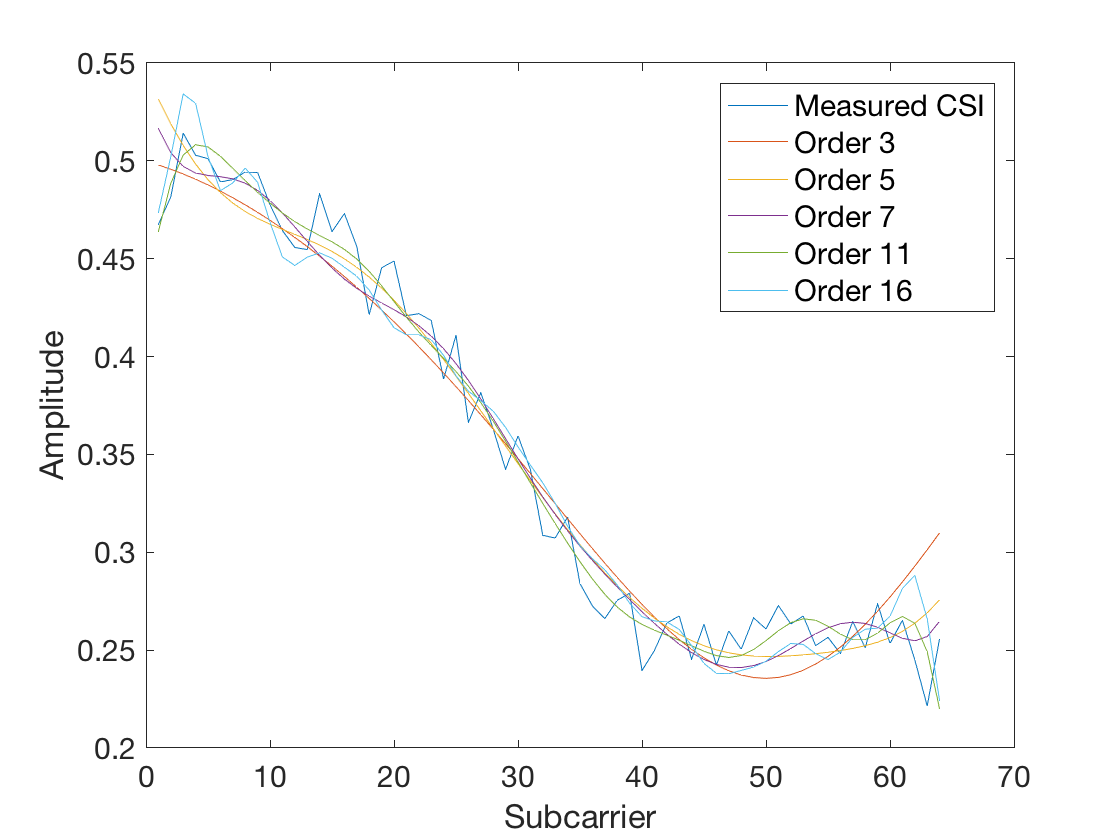 0.55
0.5
0.45
0.4
0.35
0.3
0.25
0.2
Amplitude
0 10 20 30 40 50 60 70
Subcarrier
Measured CSI
Order 3
Order 5
Order 7
Order 11
Order 16